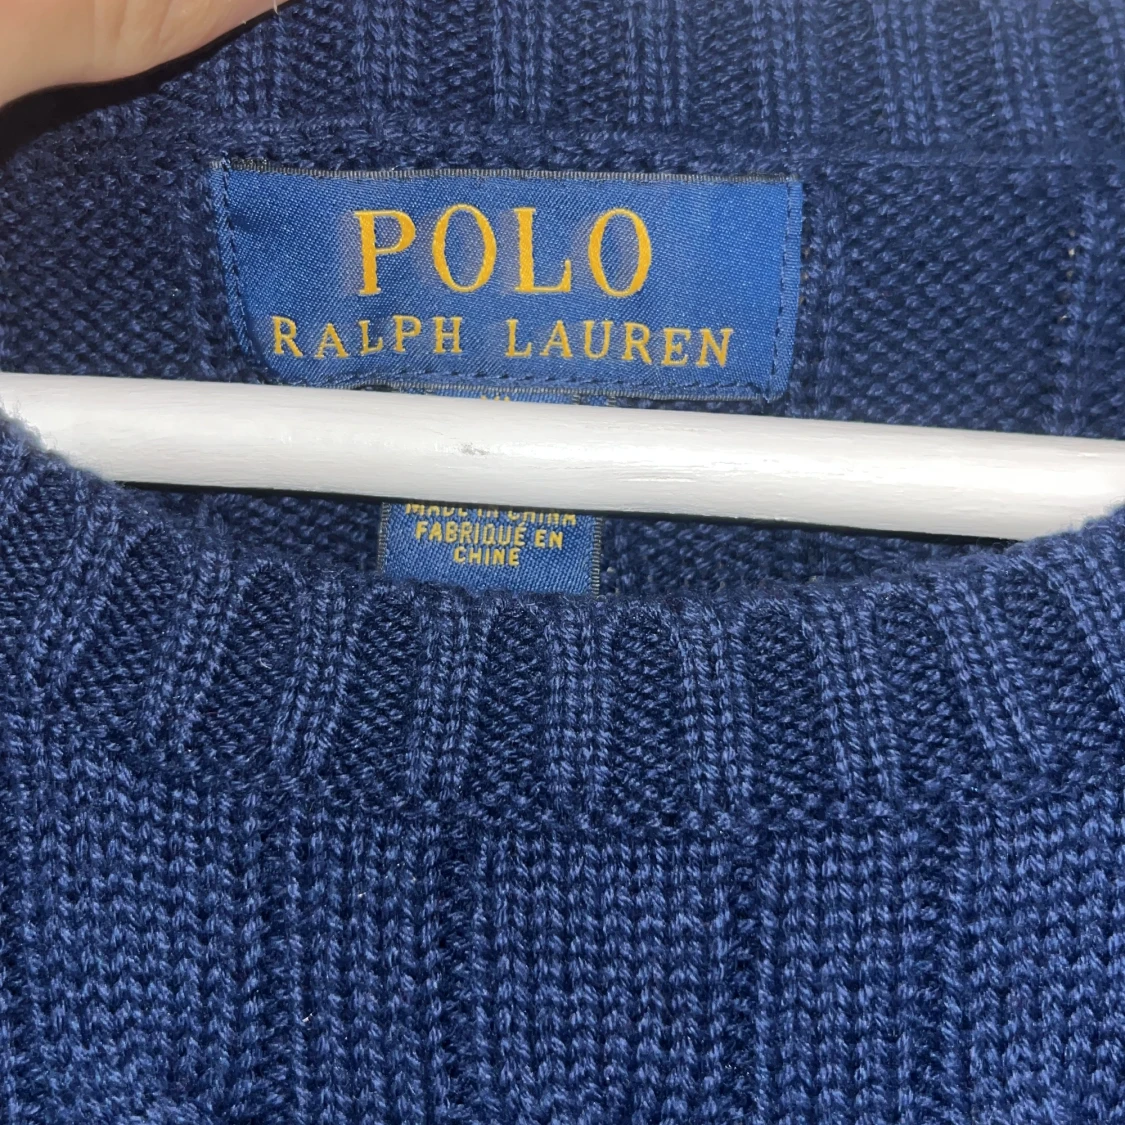 POLO
RALPH LAUREN
MADE IN CHINA
FABRIQUÉ EN
CHINE